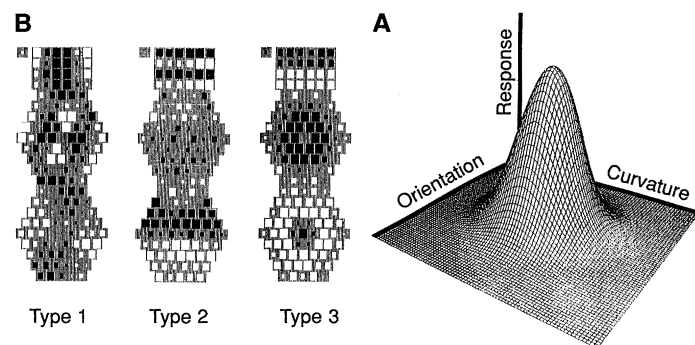 B
Type 1
Type 2
Type 3
A
Response
Orientation
Curvature